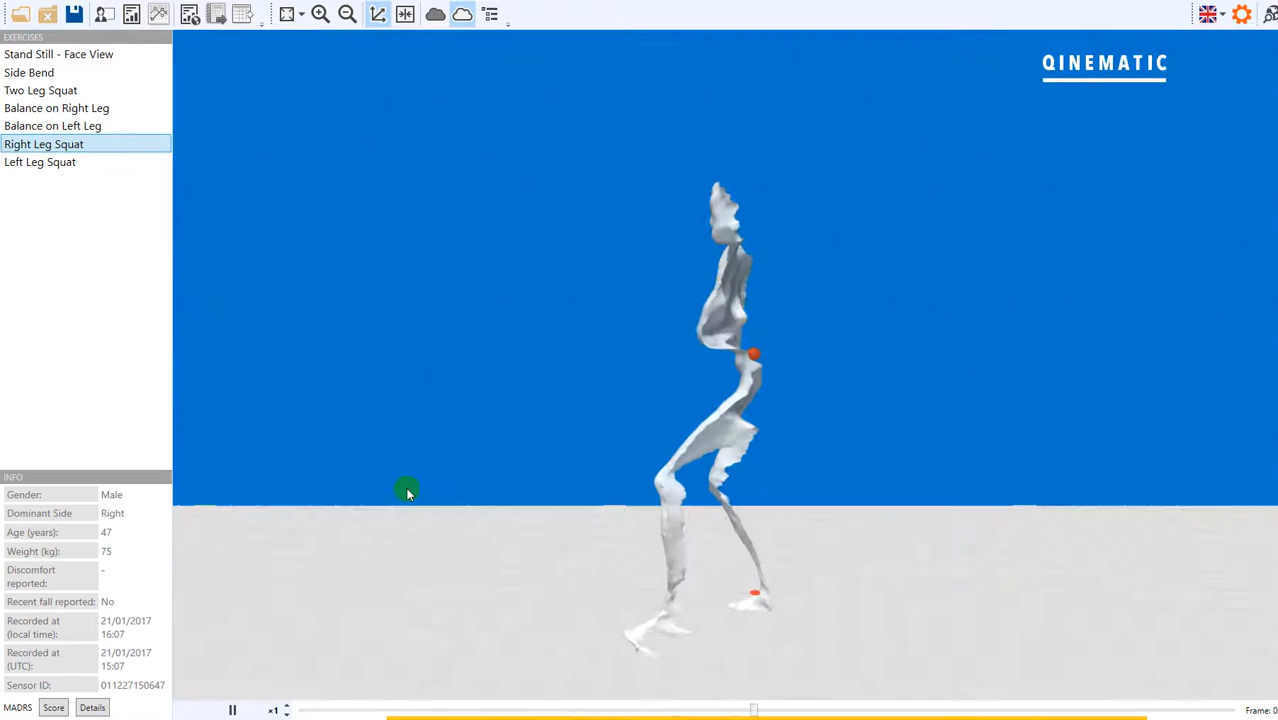 QINEMATIC
EXERCISES
Stand Still - Face View
Side Bend
Two Leg Squat
Balance on Right Leg
Balance on Left Leg
Right Leg Squat
Left Leg Squat
INFO
Gender: Male
Dominant Side Right
Age (years): 47
Weight (kg): 75
Discomfort reported: -
Recent fall reported: No
Recorded at (local time): 21/01/2017 16:07
Recorded at (UTC): 21/01/2017 15:07
Sensor ID: 011227150647
MADRS Score Details
×1
Frame: 0